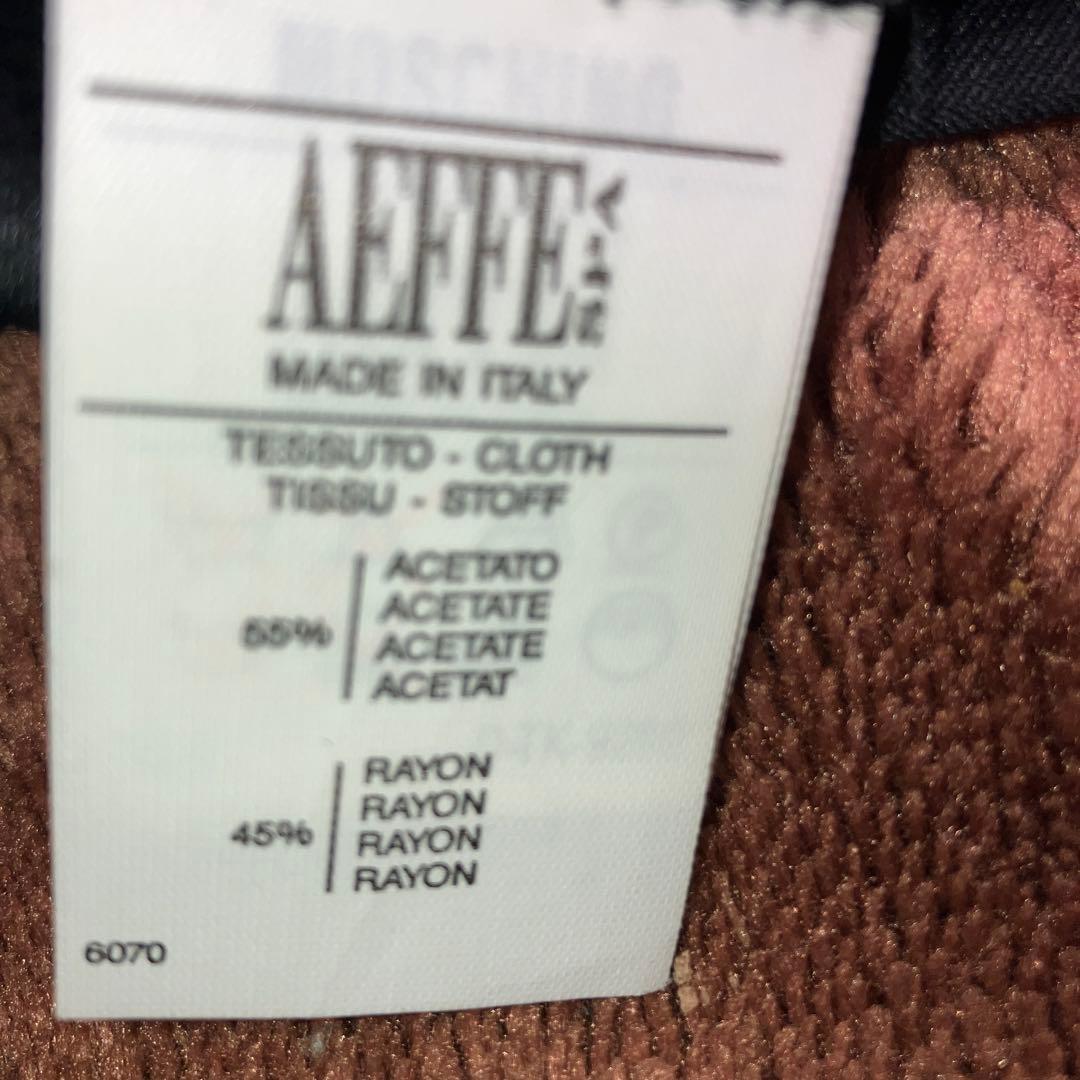 MOSCHINO
AEFFE
MADE IN ITALY
TESSUTO - CLOTH
TISSU - STOFF
55%
ACETATO
ACETATE
ACETATE
ACETAT
45%
RAYON
RAYON
RAYON
RAYON
6070